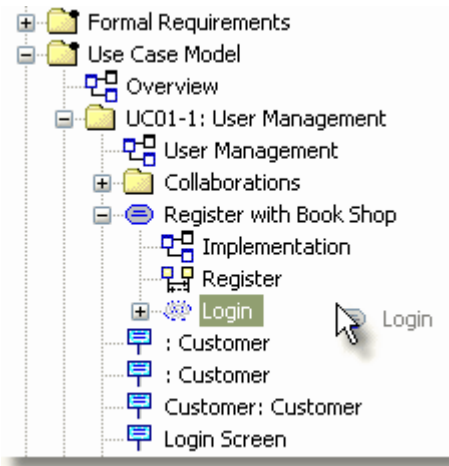 Formal Requirements
Use Case Model
Overview
UC01-1: User Management
User Management
Collaborations
Register with Book Shop
Implementation
Register
Login Login
: Customer
: Customer
Customer: Customer
Login Screen